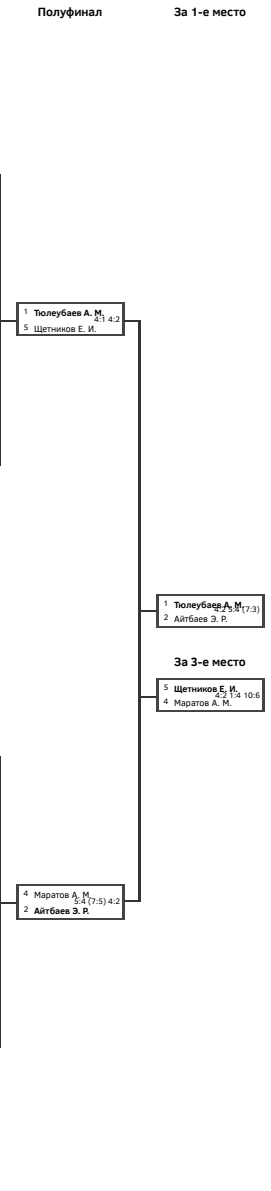 Полуфинал
За 1-е место
1 Тюлеубаев А. М.
4:1 4:2
5 Щетников Е. И.
1 Тюлеубаев А. М.
4:2 5:4 (7:3)
2 Айтбаев Э. Р.
За 3-е место
5 Щетников Е. И.
4:2 1:4 10:6
4 Маратов А. М.
4 Маратов А. М.
5:4 (7:5) 4:2
2 Айтбаев Э. Р.